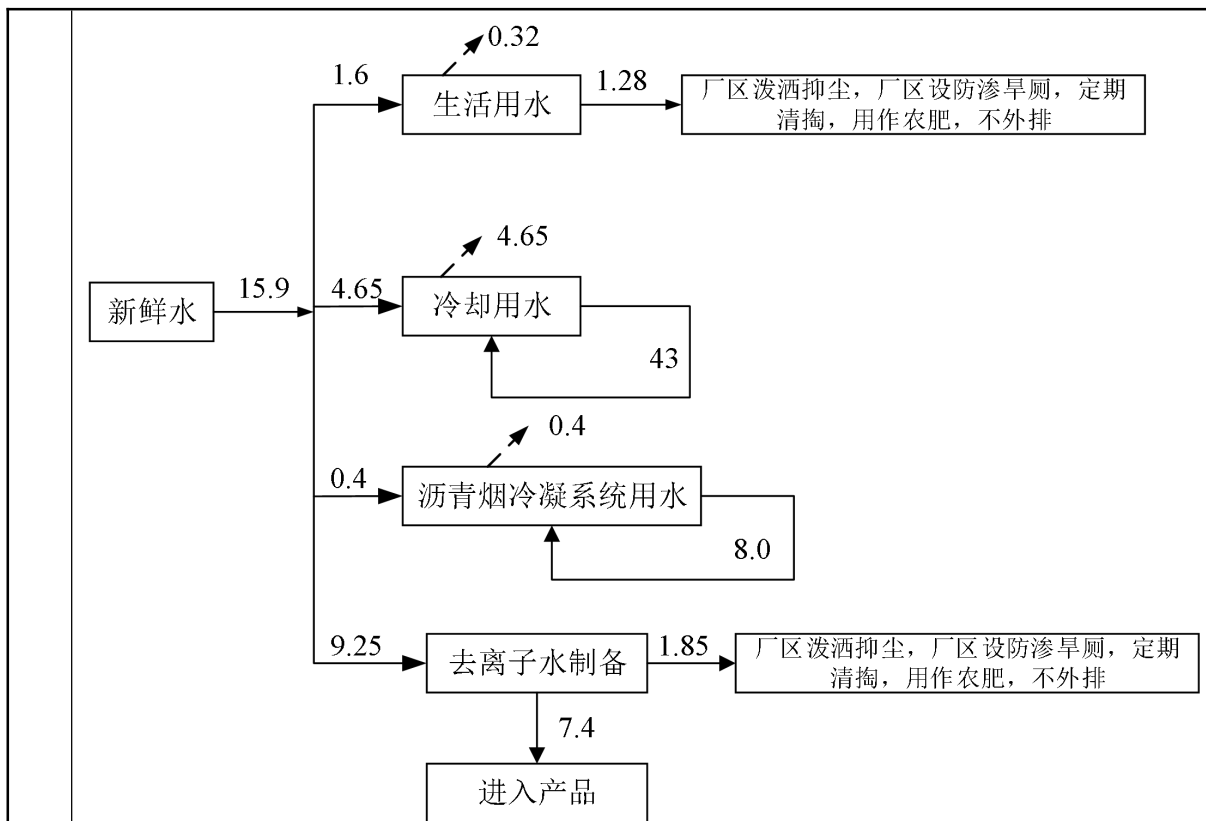 0.32
1.6
生活用水
1.28
厂区泼洒抑尘，厂区设防渗旱厕，定期
清掏，用作农肥，不外排
4.65
新鲜水
15.9
4.65
冷却用水
43
0.4
0.4
沥青烟冷凝系统用水
8.0
9.25
去离子水制备
1.85
厂区泼洒抑尘，厂区设防渗旱厕，定期
清掏，用作农肥，不外排
7.4
进入产品